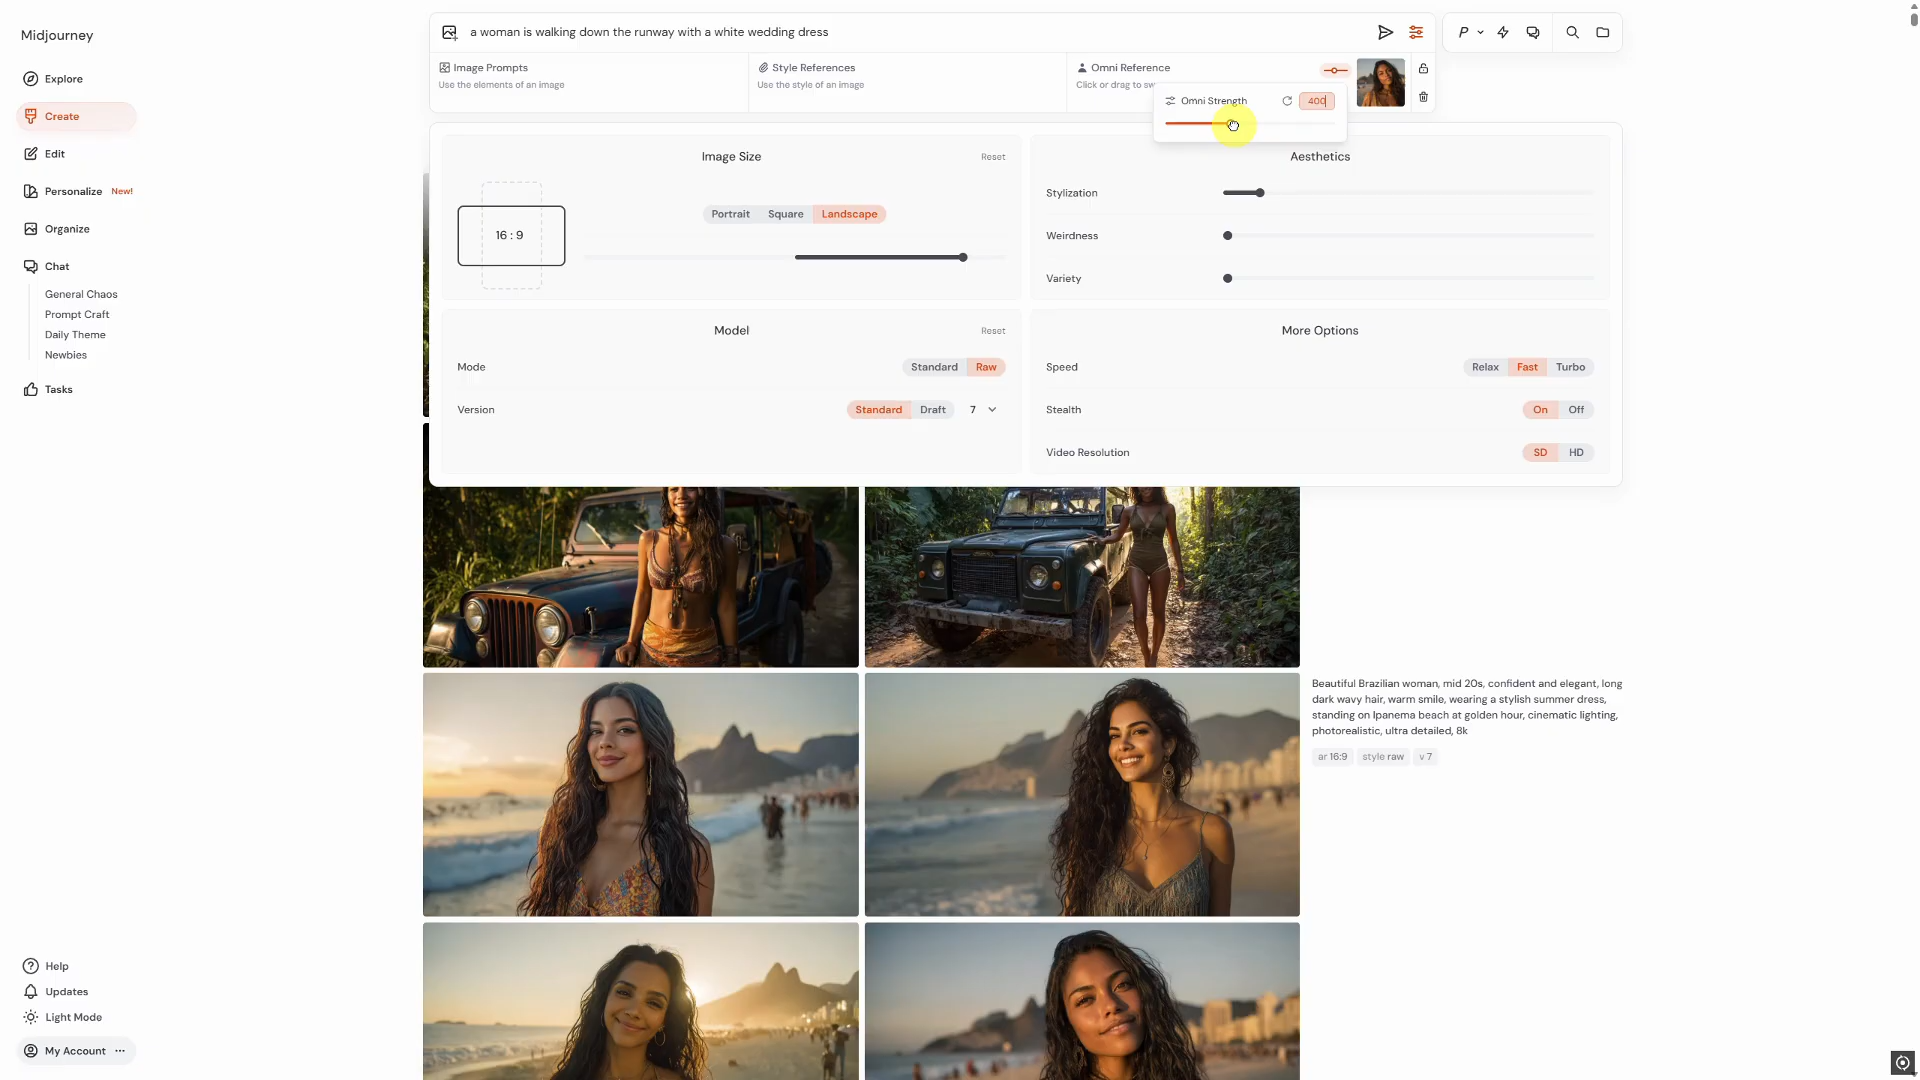 Midjourney
Explore
Create
Edit
Personalize New!
Organize
Chat
General Chaos
Prompt Craft
Daily Theme
Newbies
Tasks
Help
Updates
Light Mode
My Account
a woman is walking down the runway with a white wedding dress
P
Image Prompts
Use the elements of an image
Style References
Use the style of an image
Omni Reference
Click or drag to
Omni Strength
400
Image Size
Reset
16 : 9
Portrait Square Landscape
Aesthetics
Stylization
Weirdness
Variety
Model
Reset
Mode
Standard Raw
Version
Standard Draft 7
More Options
Speed
Relax Fast Turbo
Stealth
On Off
Video Resolution
SD HD
Beautiful Brazilian woman, mid 20s, confident and elegant, long
dark wavy hair, warm smile, wearing a stylish summer dress,
standing on Ipanema beach at golden hour, cinematic lighting,
photorealistic, ultra detailed, 8k
ar 16:9 style raw v 7